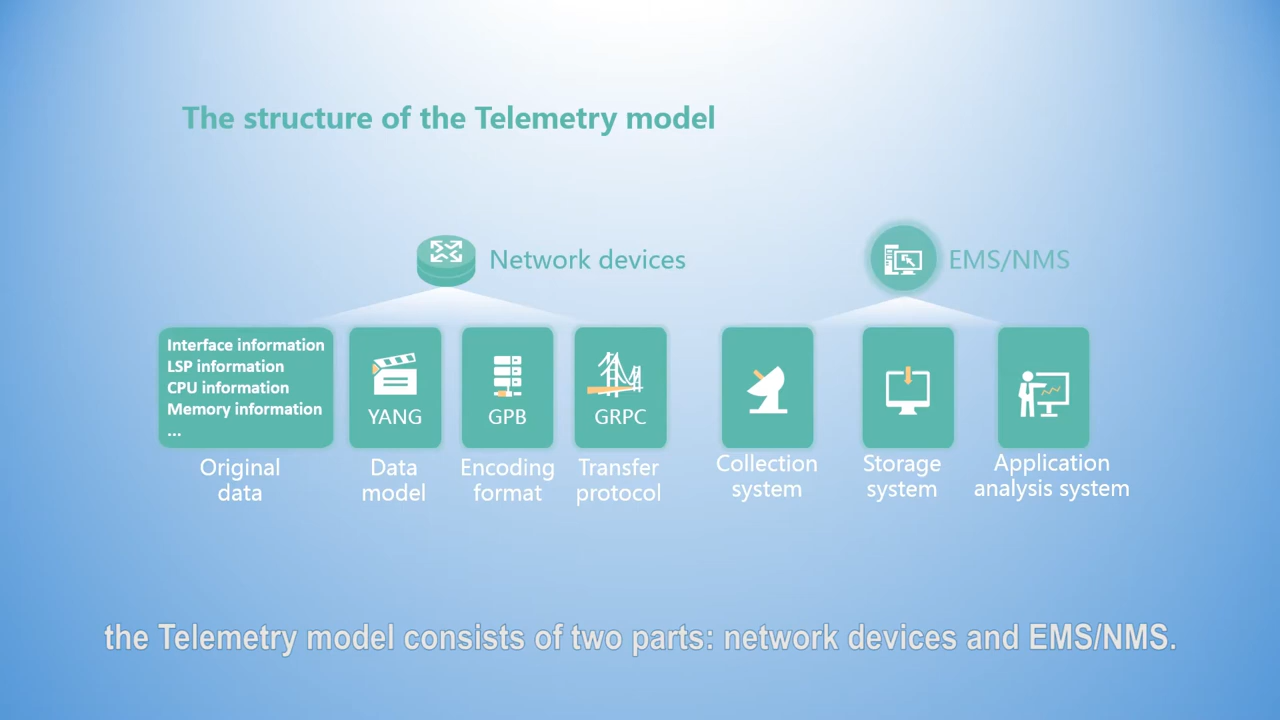 The structure of the Telemetry model
Network devices
EMS/NMS
Interface information
LSP information
CPU information
Memory information
...
YANG
GPB
GRPC
Original
data
Data
model
Encoding
format
Transfer
protocol
Collection
system
Storage
system
Application
analysis system
the Telemetry model consists of two parts: network devices and EMS/NMS.